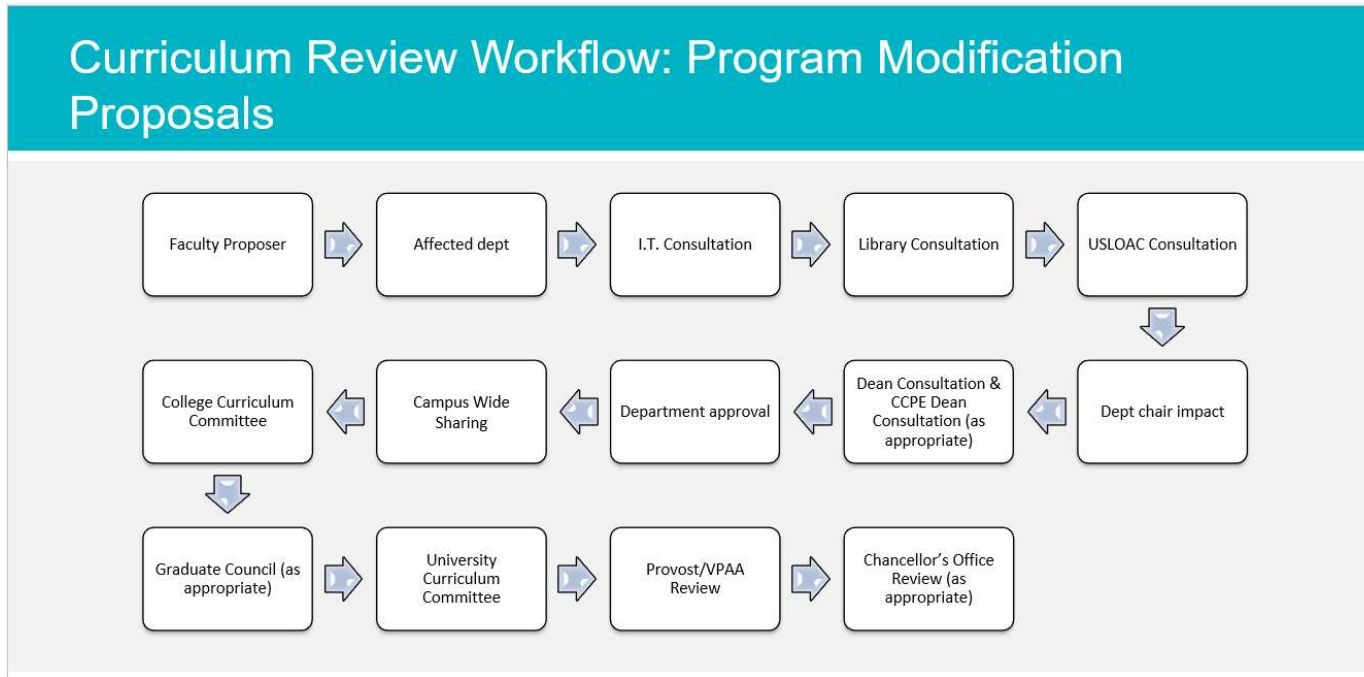 Curriculum Review Workflow: Program Modification
Proposals
Faculty Proposer
Affected dept
I.T. Consultation
Library Consultation
USLOAC Consultation
Dept chair impact
Dean Consultation &
CCPE Dean
Consultation (as
appropriate)
Department approval
Campus Wide
Sharing
College Curriculum
Committee
Graduate Council (as
appropriate)
University
Curriculum
Committee
Provost/VPAA
Review
Chancellor’s Office
Review (as
appropriate)